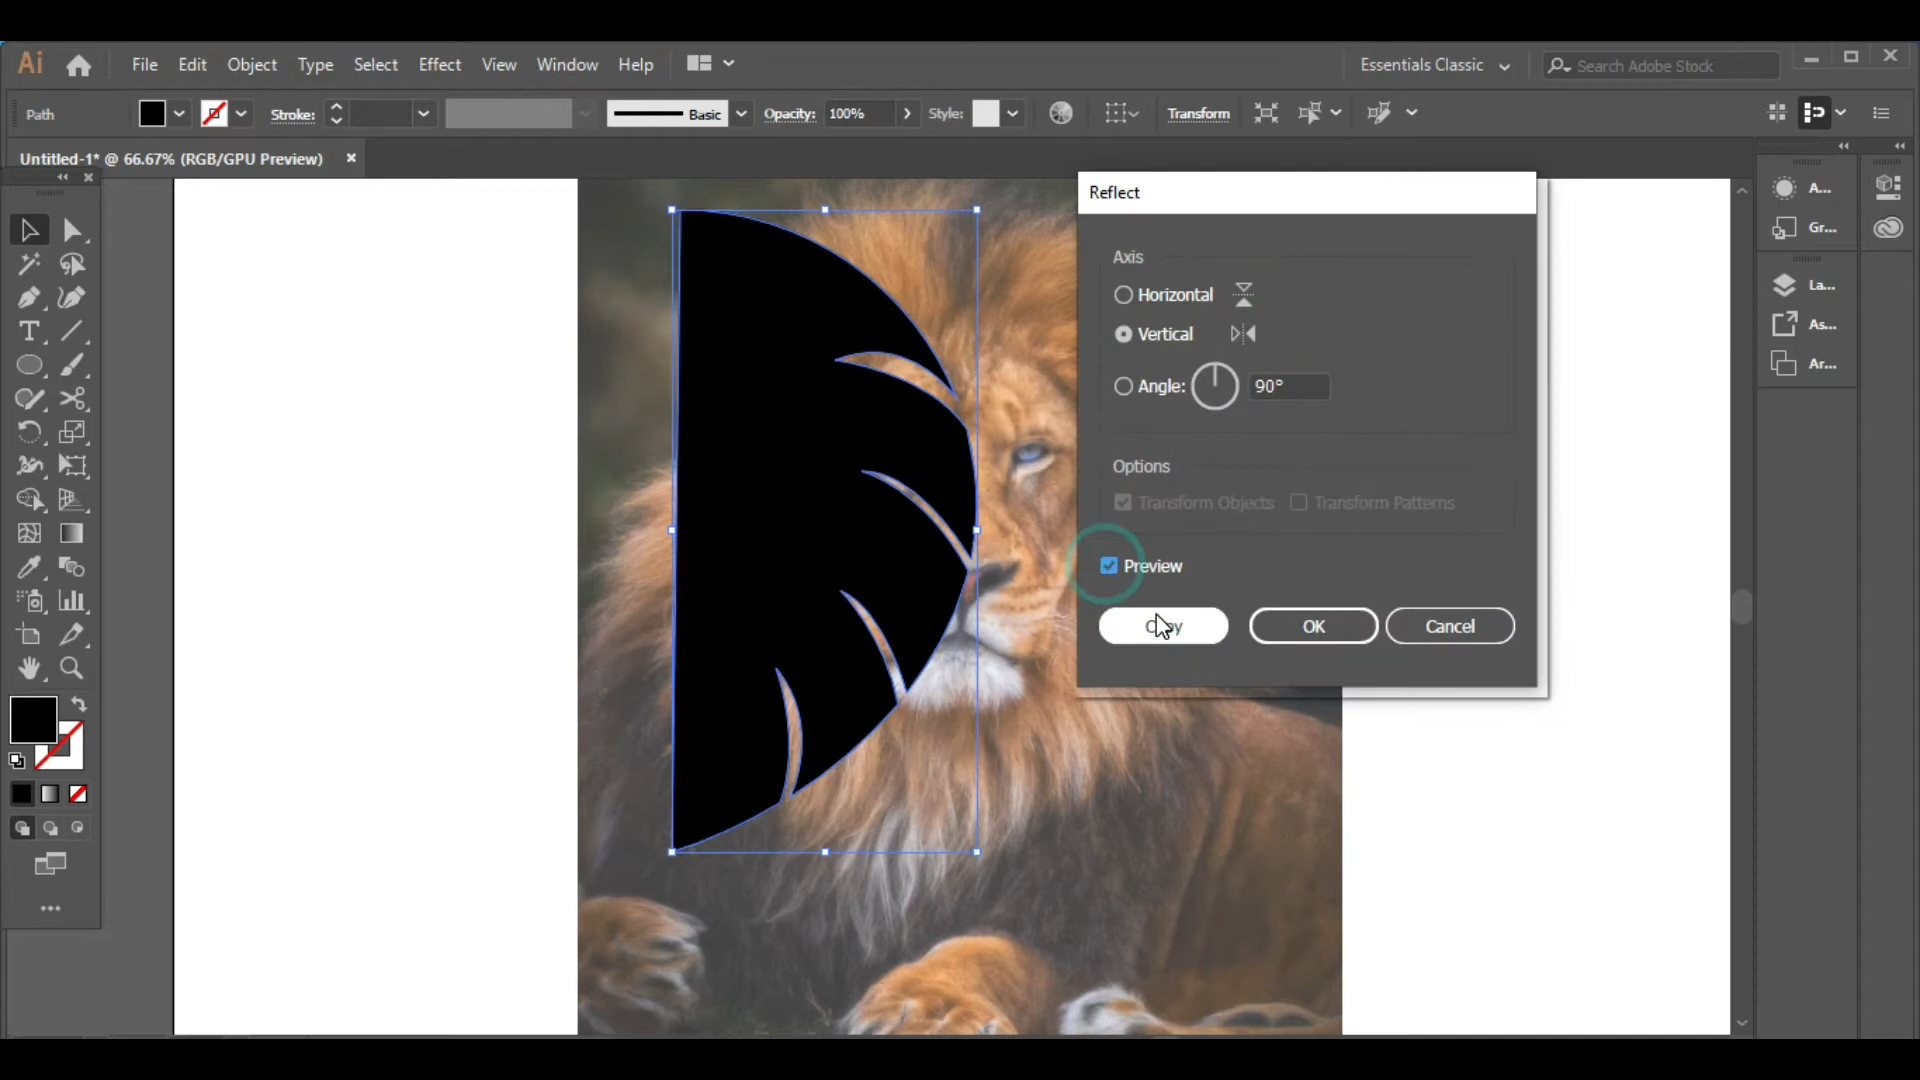 Ai File Edit Object Type Select Effect View Window Help Essentials Classic Search Adobe Stock
Path Stroke: Basic Opacity: 100% Style: Transform
Untitled-1* @ 66.67% (RGB/GPU Preview)
Reflect
Axis
Horizontal
Vertical
Angle: 90°
Options
Transform Objects Transform Patterns
Preview
OK Cancel
A...
Gr...
La...
As...
Ar...